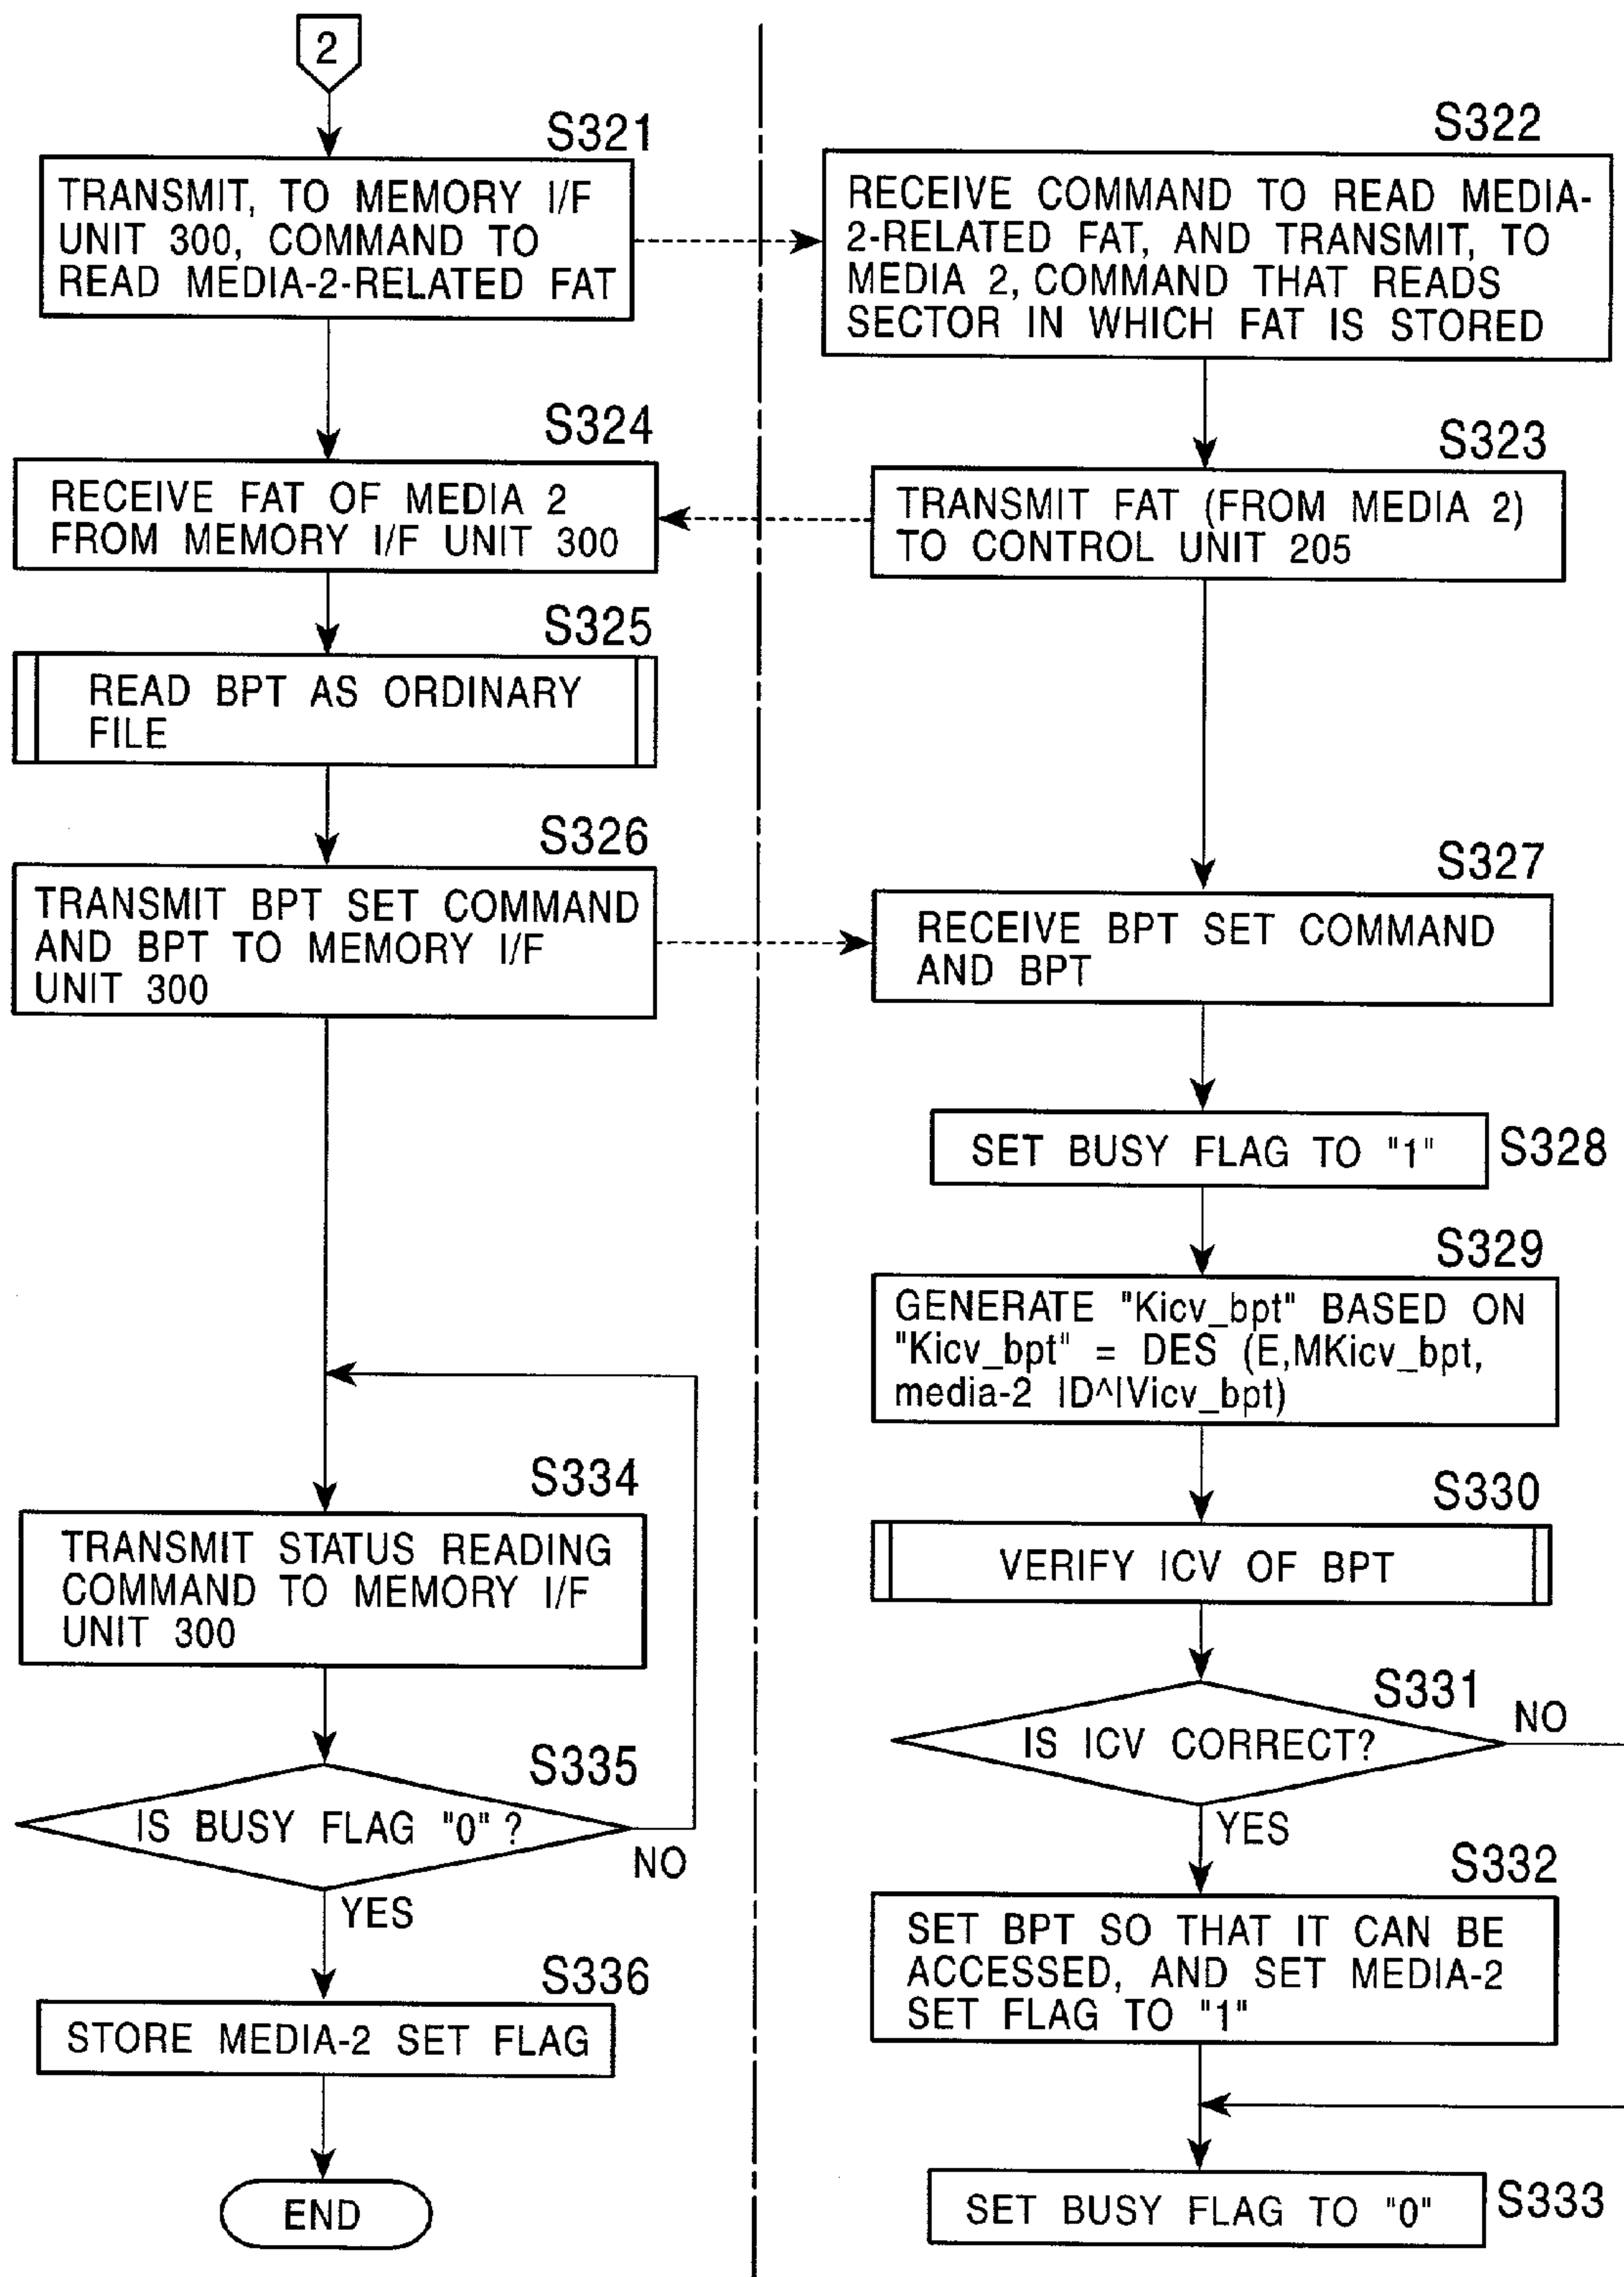 2
S321
TRANSMIT, TO MEMORY I/F
UNIT 300, COMMAND TO
READ MEDIA-2-RELATED FAT
S322
RECEIVE COMMAND TO READ MEDIA-
2-RELATED FAT, AND TRANSMIT, TO
MEDIA 2, COMMAND THAT READS
SECTOR IN WHICH FAT IS STORED
S324
RECEIVE FAT OF MEDIA 2
FROM MEMORY I/F UNIT 300
S323
TRANSMIT FAT (FROM MEDIA 2)
TO CONTROL UNIT 205
S325
READ BPT AS ORDINARY
FILE
S326
TRANSMIT BPT SET COMMAND
AND BPT TO MEMORY I/F
UNIT 300
S327
RECEIVE BPT SET COMMAND
AND BPT
SET BUSY FLAG TO "1"
S328
S329
GENERATE "Kicv_bpt" BASED ON
"Kicv_bpt" = DES (E,MKicv_bpt,
media-2 ID^IVicv_bpt)
S330
VERIFY ICV OF BPT
S334
TRANSMIT STATUS READING
COMMAND TO MEMORY I/F
UNIT 300
S331
IS ICV CORRECT?
NO
YES
S335
IS BUSY FLAG "0" ?
NO
YES
S332
SET BPT SO THAT IT CAN BE
ACCESSED, AND SET MEDIA-2
SET FLAG TO "1"
S336
STORE MEDIA-2 SET FLAG
END
SET BUSY FLAG TO "0"
S333